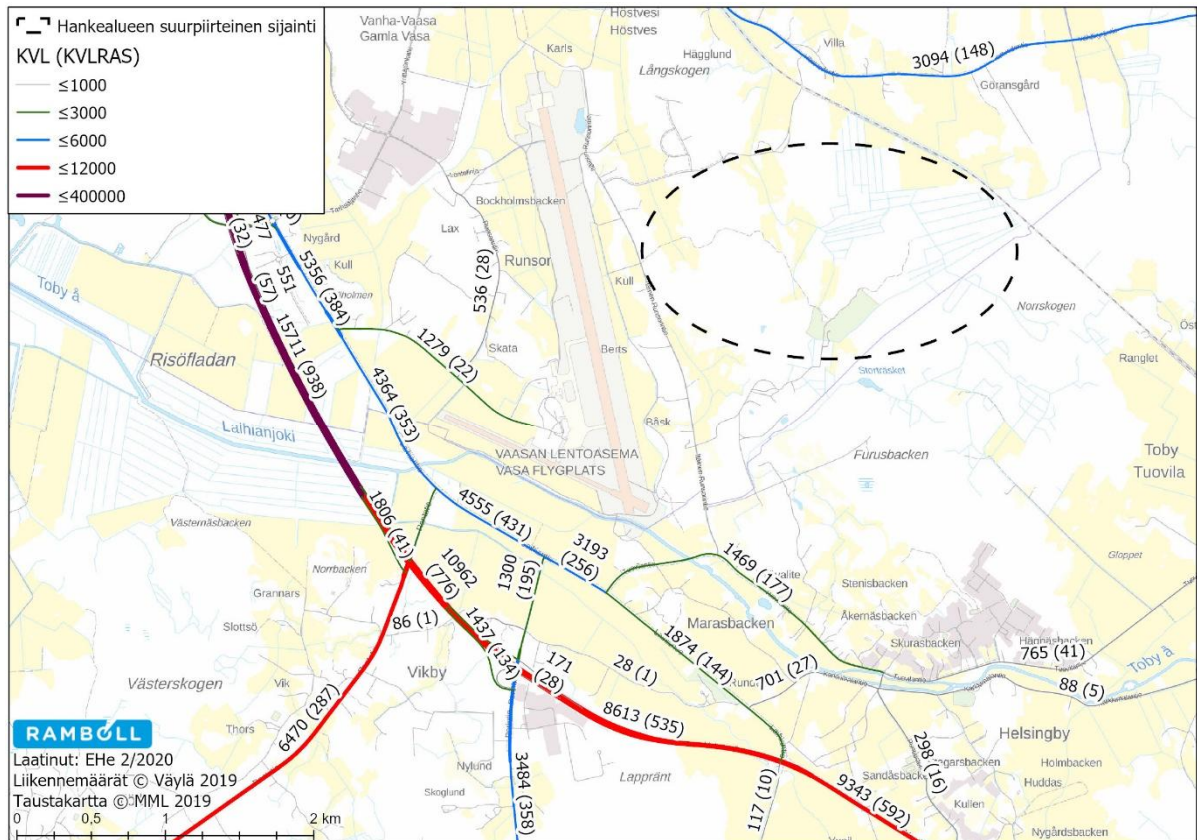 Hankealueen suurpiirteinen sijainti
KVL (KVLRAS)
≤1000
≤3000
≤6000
≤12000
≤400000
Vanha-Vaasa
Gamla Vasa
Höstvesi
Höstves
Karls
Hägglund
Långskogen
Villa
3094 (148)
Göransgård
Bockholmsbacken
Lax
Runsor
Nygård
Kull
477
(32)
551
(57)
5356 (384)
536 (28)
Kull
Norrskogen
Toby å
15711 (938)
Risöfladan
1279 (22)
Skata
Berts
Ranglet
Storträsket
4364 (353)
Laihianjoki
Båsk
VAASAN LENTOASEMA
VASA FLYGPLATS
Furusbacken
Toby
Tuovila
Västernäsbacken
1806 (41)
4555 (431)
3193
(256)
1469 (177)
Gloppet
Norrbacken
10962
(776)
1300
(195)
Stenisbacken
Grannars
Åkernäsbacken
Marasbacken
Slottsö
86 (1)
1437 (134)
Skurasbacken
Hägnäsbacken
765 (41)
Toby å
Vikby
171
(28)
28 (1)
1874 (144)
701 (27)
88 (5)
Västerskogen
Vik
8613 (535)
6470 (287)
Thors
298 (16)
Helsingby
Holmbacken
Huddas
Nylund
Lappränt
Sandåsbacken
Skoglund
3484 (358)
117 (10)
9343 (592)
Kullen
Nygårdsbacken
RAMBOLL
Laatinut: EHe 2/2020
Liikennemäärät © Väylä 2019
Taustakartta © MML 2019
0 0,5 1 2 km